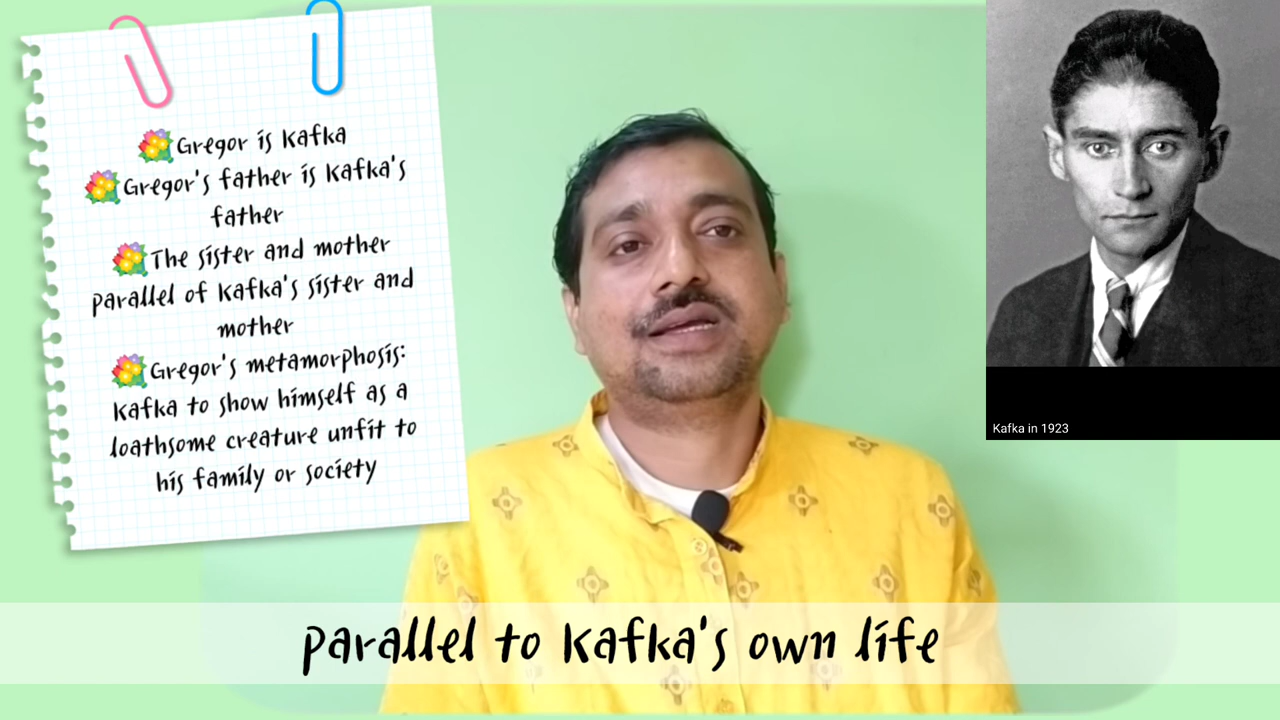 💐Gregor is Kafka
💐Gregor's father is Kafka's
father
💐The sister and mother
parallel of Kafka's sister and
mother
💐Gregor's metamorphosis:
Kafka to show himself as a
loathsome creature unfit to
his family or society
Kafka in 1923
parallel to Kafka's own life